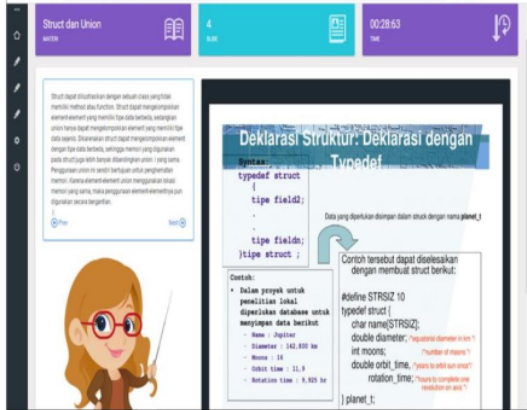 Struct dan Union
MATERI
4
SLIDE
00:28:63
TIME
Struct dapat diilustrasikan dengan sebuah class yang tidak
memiliki method atau function. Struct dapat mengelompokkan
element-element yang memiliki tipe data berbeda, sedangkan
union hanya dapat mengelompokkan element yang memiliki tipe
data sejenis. Dikarenakan struct dapat mengelompokkan element
dengan tipe data berbeda, sehingga memori yang digunakan
pada struct juga lebih banyak dibandingkan union. ( yang sama.
Penggunaan union ini sendiri bertujuan untuk penghematan
memori. Karena element-element union menggunakan lokasi
memori yang sama, maka penggunaan element-elementnya pun
digunakan secara bergantian.
Prev
Next
Deklarasi Struktur: Deklarasi dengan
Typedef
Syntax:
typedef struct
{
tipe field2;
.
.
tipe fieldn;
}tipe struct ;
Data yang diperlukan disimpan dalam struck dengan nama planet_t
Contoh:
• Dalam proyek untuk
penelitian lokal
diperlukan database untuk
menyimpan data berikut
- Name : Jupiter
- Diameter : 142,800 km
- Moons : 16
- Orbit time : 11,9
- Rotation time : 9,925 hr
Contoh tersebut dapat diselesaikan
dengan membuat struct berikut:
#define STRSIZ 10
typedef struct {
char name[STRSIZ];
double diameter; /*equatorial diameter in km*/
int moons; /*number of moons*/
double orbit_time, /*years to orbit sun once*/
rotation_time; /*hours to complete one
revolution on axis*/
} planet_t;